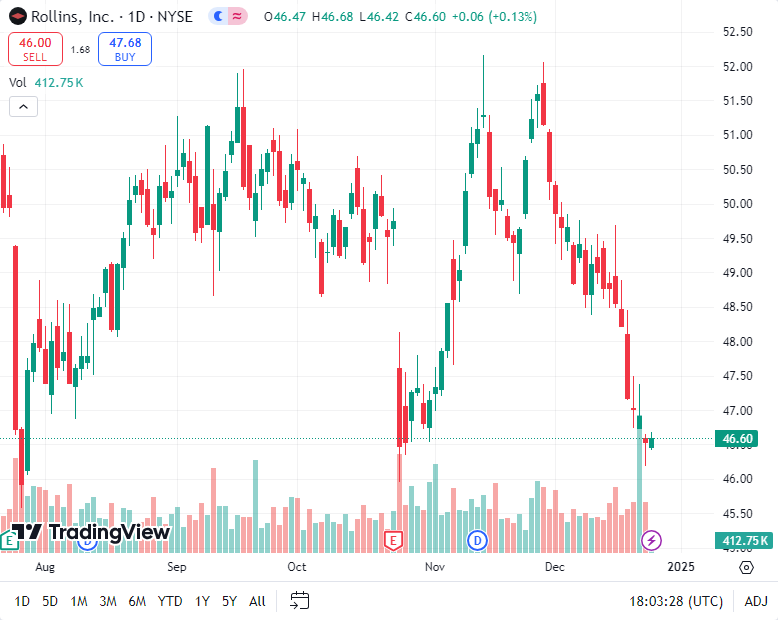 Rollins, Inc. · 1D · NYSE O46.47 H46.68 L46.42 C46.60 +0.06 (+0.13%)
46.00 SELL
1.68
47.68 BUY
Vol 412.75 K
52.50
52.00
51.50
51.00
50.50
50.00
49.50
49.00
48.50
48.00
47.50
47.00
46.60
46.00
45.50
412.75 K
E D E D
TradingView
Aug Sep Oct Nov Dec 2025
1D 5D 1M 3M 6M YTD 1Y 5Y All 18:03:28 (UTC) ADJ